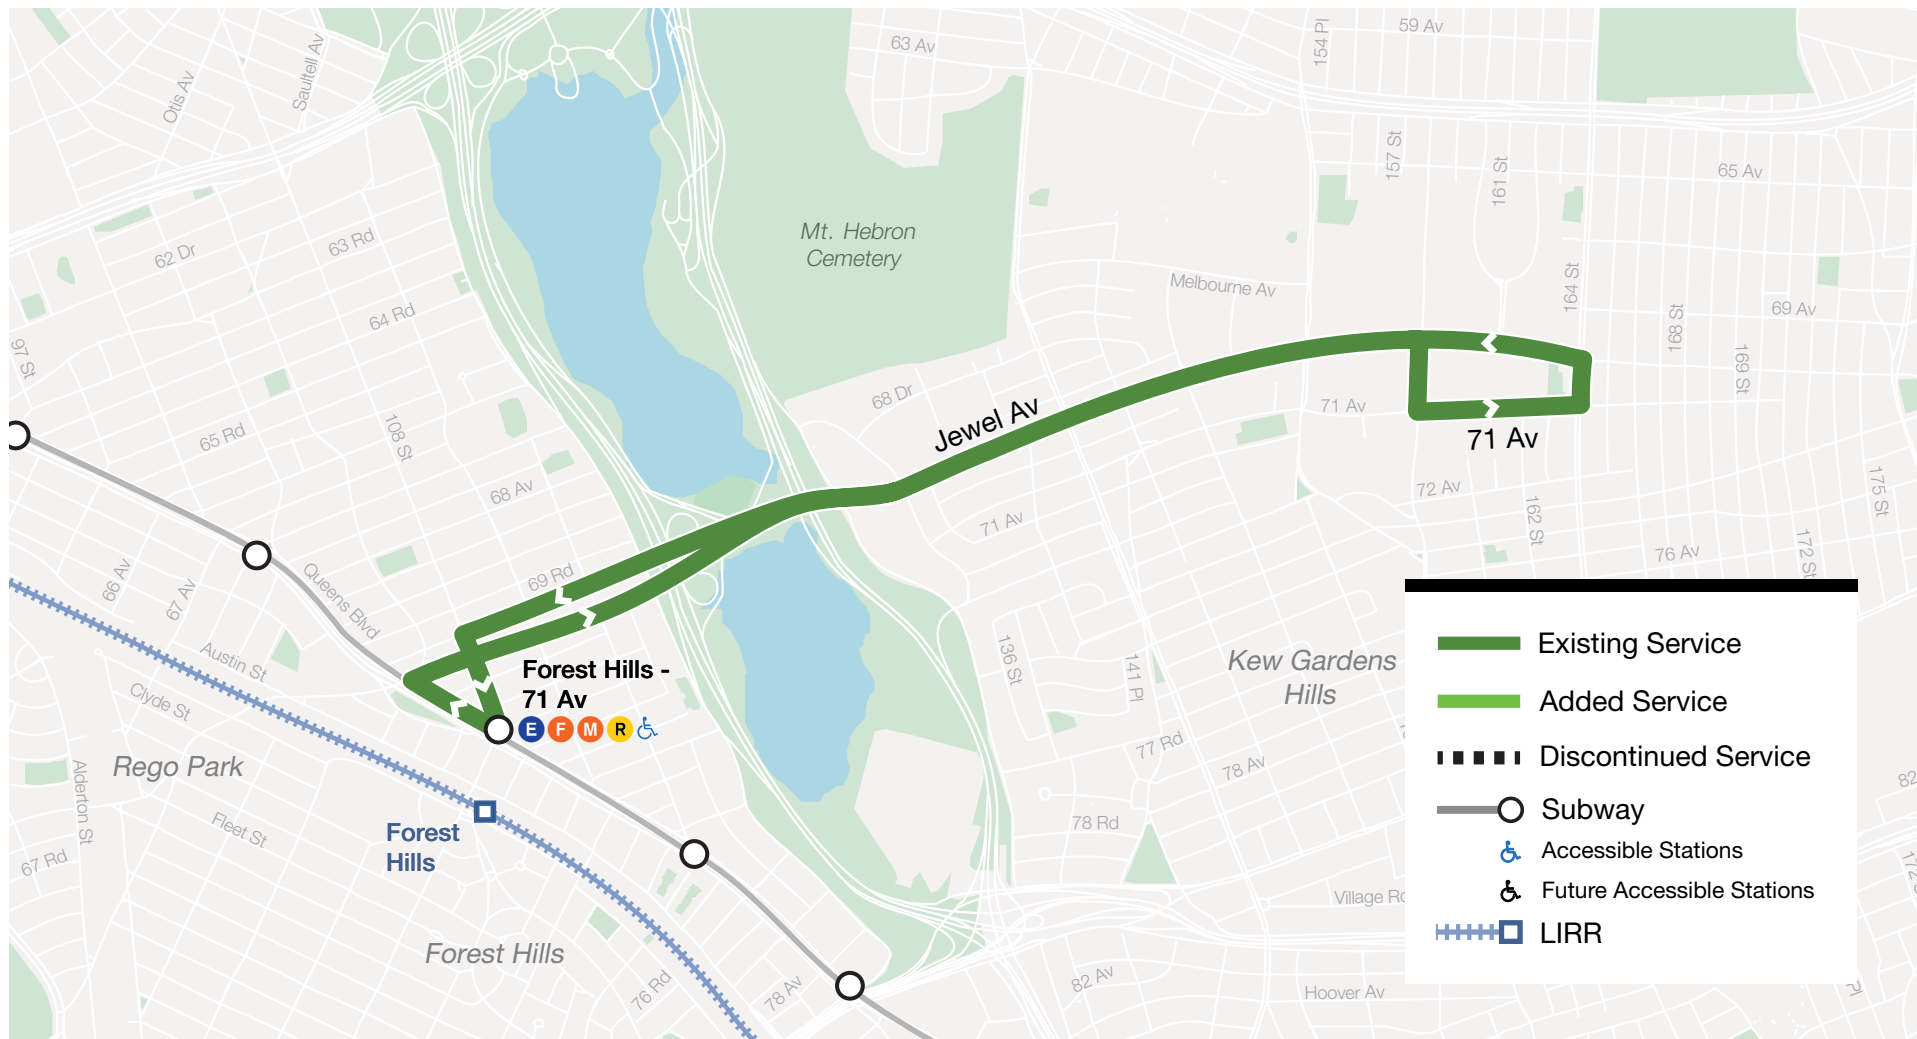 59 Av
63 Av
154 Pl
Otis Av
Saultell Av
157 St
161 St
65 Av
Mt. Hebron
Cemetery
62 Dr
63 Rd
Melbourne Av
164 St
69 Av
64 Rd
168 St
169 St
97 St
68 Dr
Jewel Av
71 Av
71 Av
65 Rd
108 St
68 Av
72 Av
162 St
175 St
71 Av
76 Av
172 St
66 Av
67 Av
Queens Blvd
69 Rd
Austin St
Clyde St
Forest Hills -
71 Av
E F M R
136 St
141 Pl
Kew Gardens
Hills
Rego Park
Alderton St
77 Rd
78 Av
Fleet St
Forest
Hills
67 Rd
78 Rd
Village Rd
Forest Hills
76 Rd
78 Av
82 Av
Hoover Av
Existing Service
Added Service
Discontinued Service
Subway
Accessible Stations
Future Accessible Stations
LIRR
82
172
Pl